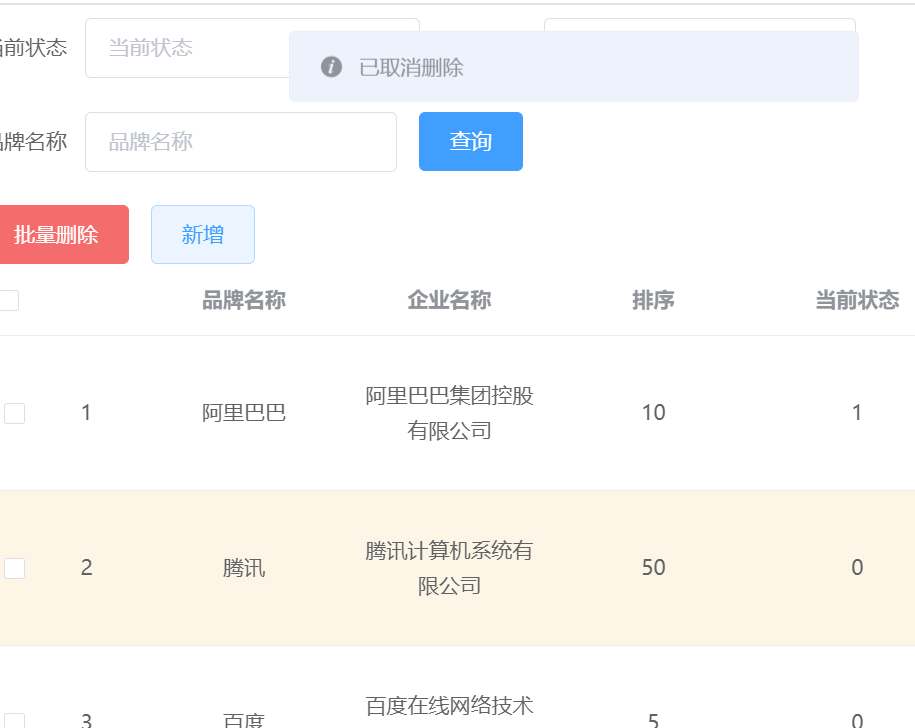 前状态 当前状态
已取消删除
品牌名称 品牌名称 查询
批量删除 新增
品牌名称 企业名称 排序 当前状态
1 阿里巴巴 阿里巴巴集团控股有限公司 10 1
2 腾讯 腾讯计算机系统有限公司 50 0
3 百度 百度在线网络技术 5 0